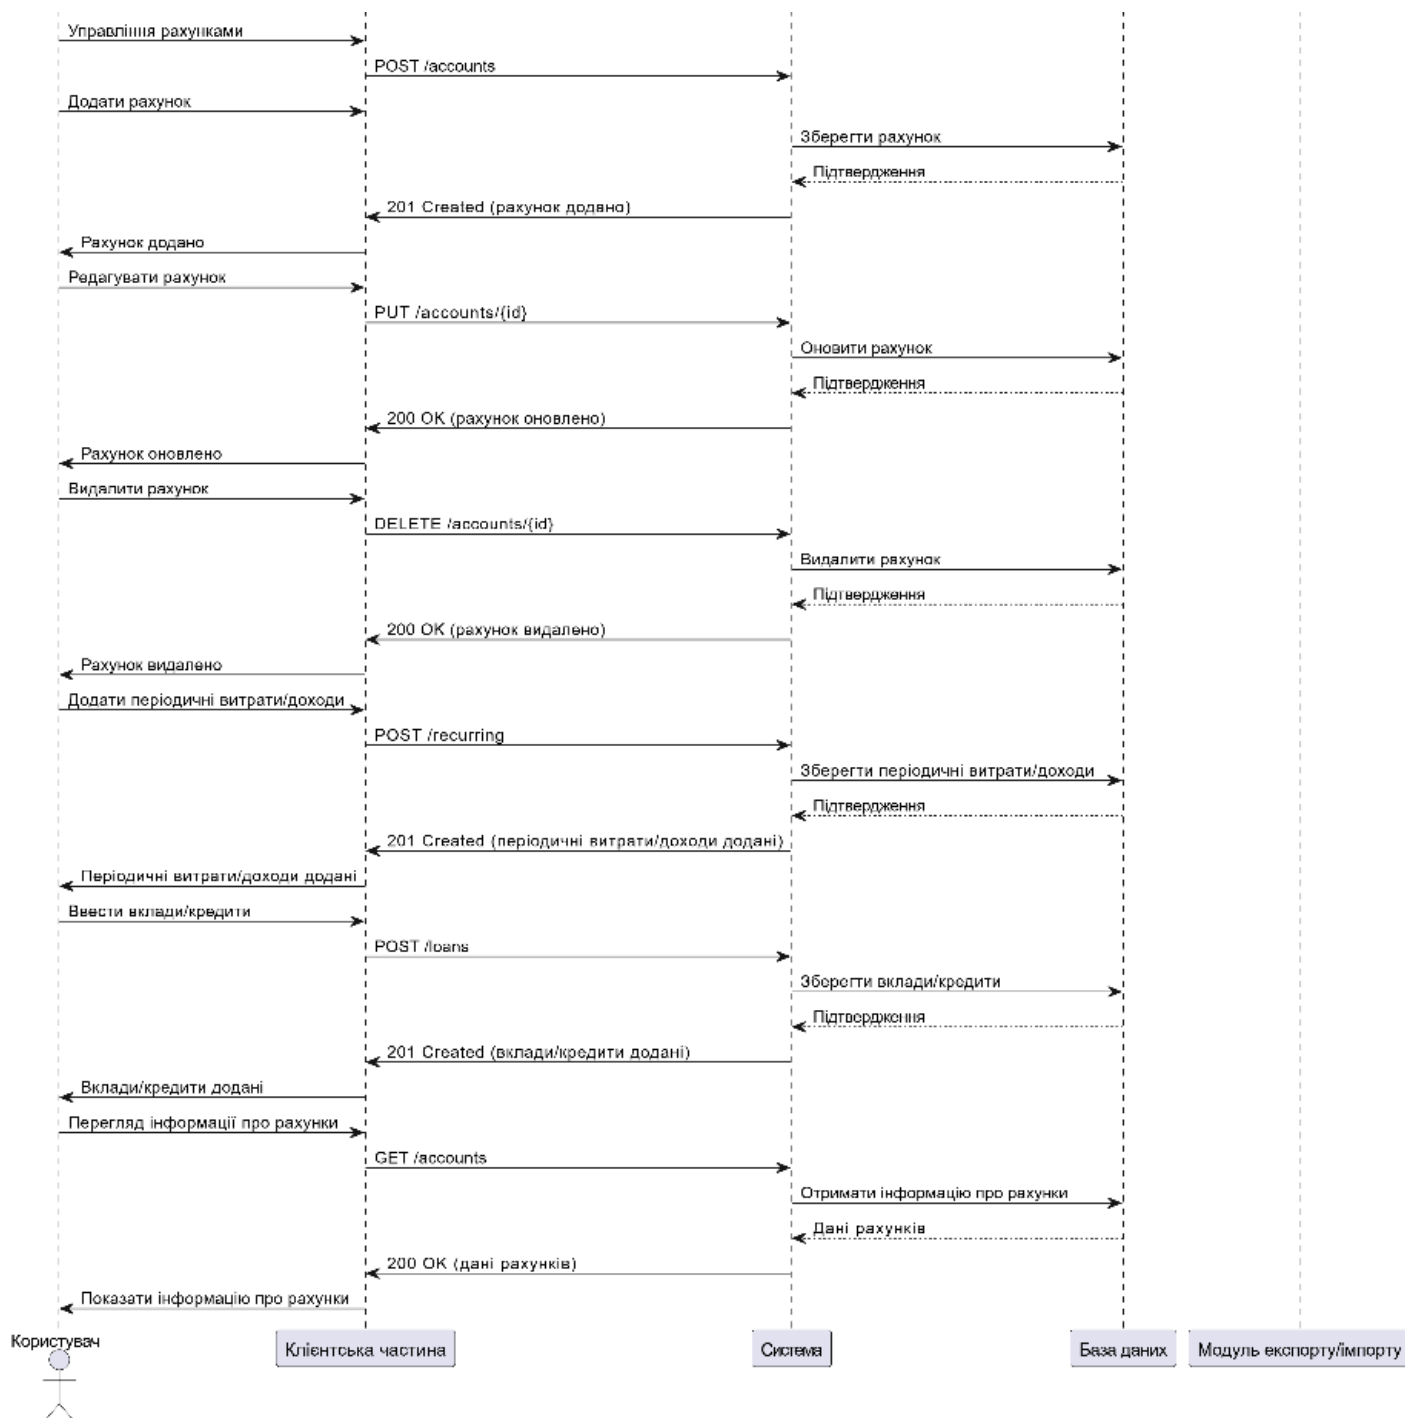 Управління рахунками
POST /accounts
Додати рахунок
Зберегти рахунок
Підтвердження
201 Created (рахунок додано)
Рахунок додано
Редагувати рахунок
PUT /accounts/{id}
Оновити рахунок
Підтвердження
200 OK (рахунок оновлено)
Рахунок оновлено
Видалити рахунок
DELETE /accounts/{id}
Видалити рахунок
Підтвердження
200 OK (рахунок видалено)
Рахунок видалено
Додати періодичні витрати/доходи
POST /recurring
Зберегти періодичні витрати/доходи
Підтвердження
201 Created (періодичні витрати/доходи додані)
Періодичні витрати/доходи додані
Ввести вклади/кредити
POST /loans
Зберегти вклади/кредити
Підтвердження
201 Created (вклади/кредити додані)
Вклади/кредити додані
Перегляд інформації про рахунки
GET /accounts
Отримати інформацію про рахунки
Дані рахунків
200 OK (дані рахунків)
Показати інформацію про рахунки
Користувач
Клієнтська частина
Система
База даних
Модуль експорту/імпорту